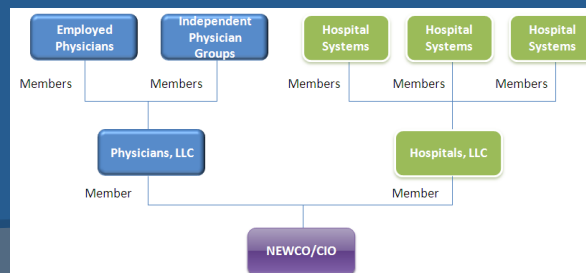 Employed
Physicians
Independent
Physician
Groups
Hospital
Systems
Hospital
Systems
Hospital
Systems
Members
Members
Members
Members
Members
Physicians, LLC
Hospitals, LLC
Member
Member
NEWCO/CIO